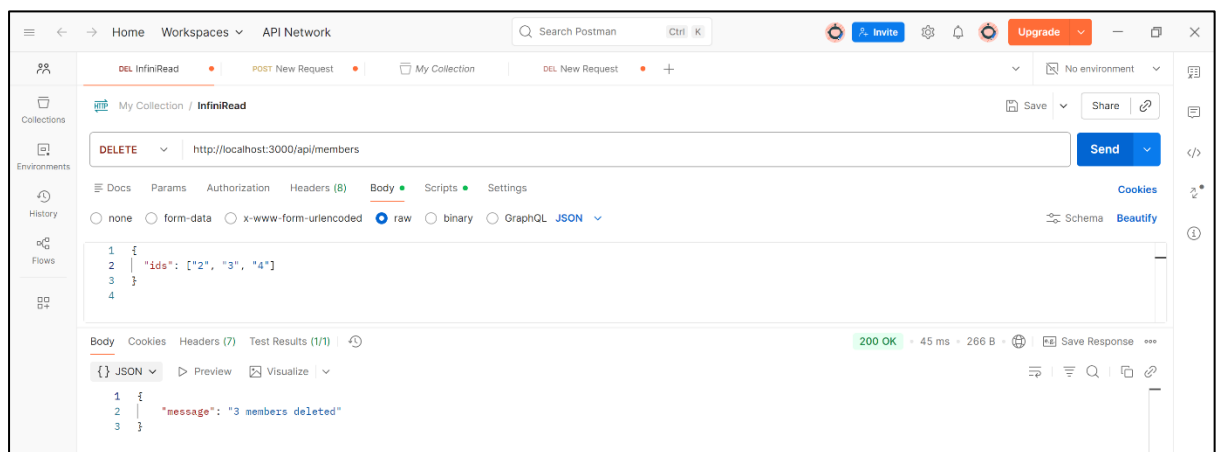 Home Workspaces API Network Search Postman Ctrl K Invite Upgrade
DEL InfiniRead POST New Request My Collection DEL New Request + No environment
HTTP My Collection / InfiniRead Save Share
Collections
DELETE http://localhost:3000/api/members Send
Environments
Docs Params Authorization Headers (8) Body Scripts Settings Cookies
History
none form-data x-www-form-urlencoded raw binary GraphQL JSON Schema Beautify
Flows
1 {
2 "ids": ["2", "3", "4"]
3 }
4
Body Cookies Headers (7) Test Results (1/1) 200 OK • 45 ms • 266 B • Save Response
{} JSON Preview Visualize
1 {
2 "message": "3 members deleted"
3 }